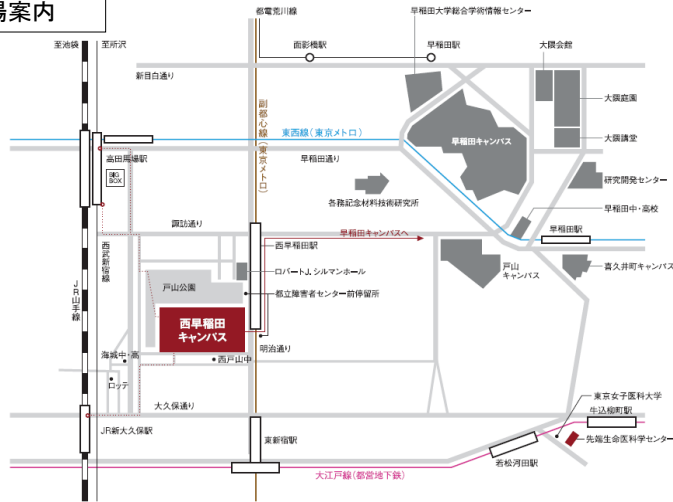 場案内
都電荒川線
早稲田大学総合学術情報センター
至池袋
至所沢
面影橋駅
早稲田駅
大隈会館
新目白通り
大隈庭園
副都心線(東京メトロ)
東西線(東京メトロ)
早稲田キャンパス
大隈講堂
高田馬場駅
早稲田通り
BIG
BOX
研究開発センター
各務記念材料技術研究所
早稲田中・高校
諏訪通り
早稲田キャンパスへ
早稲田駅
西武新宿線
西早稲田駅
JR山手線
ロバートJ.シルマンホール
戸山
キャンパス
喜久井町キャンパス
戸山公園
都立障害者センター前停留所
西早稲田
キャンパス
明治通り
海城中・高
西戸山中
ロッテ
東京女子医科大学
大久保通り
牛込柳町駅
JR新大久保駅
東新宿駅
先端生命医科学センター
若松河田駅
大江戸線(都営地下鉄)